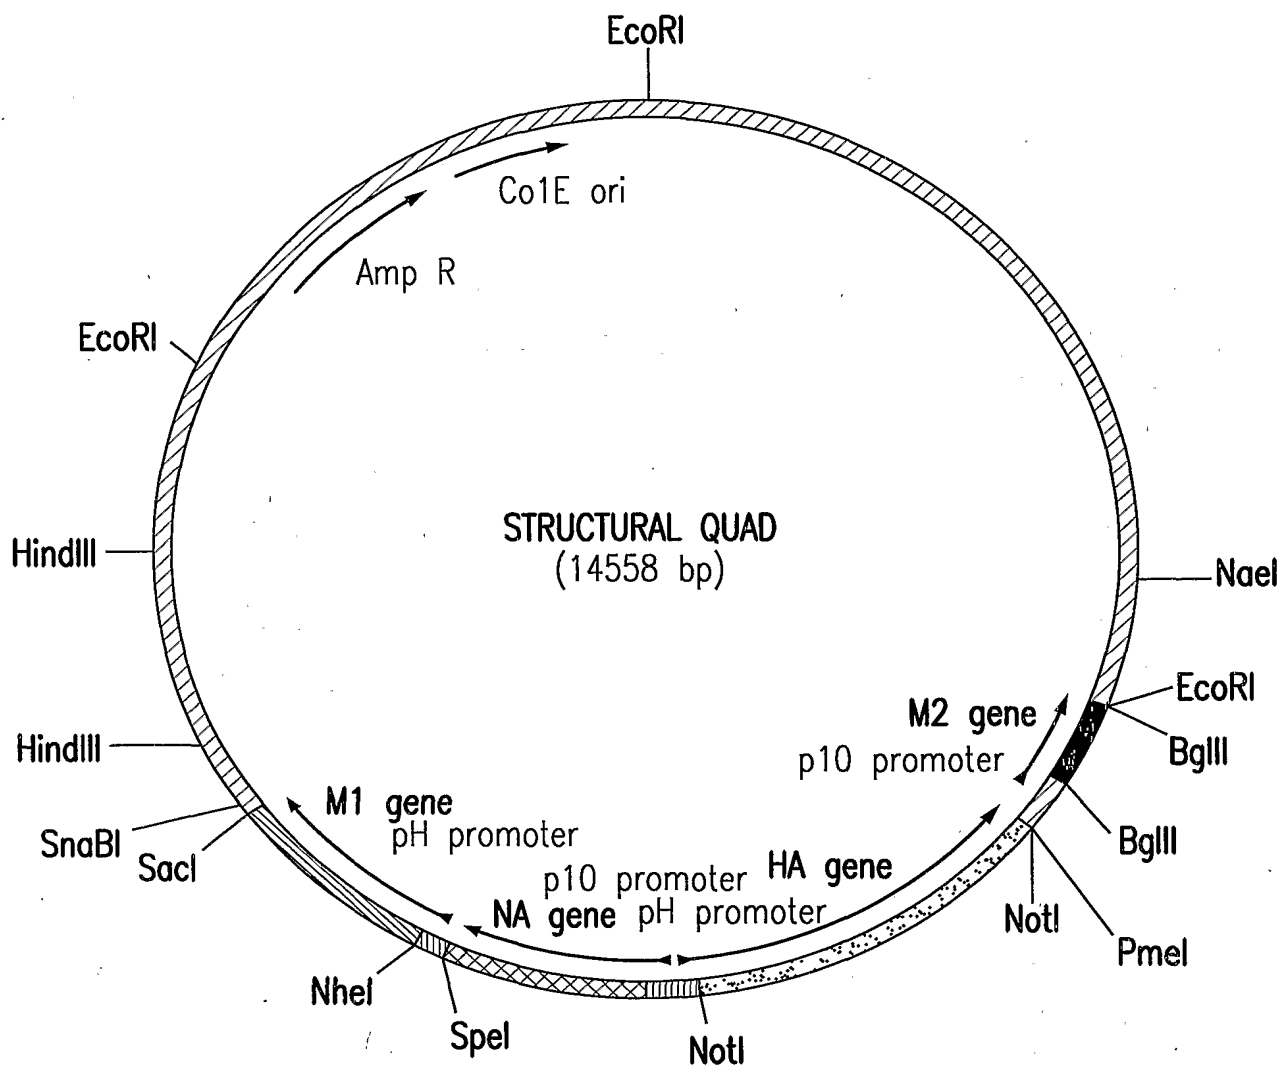 EcoRI
Co1E ori
Amp R
EcoRI
STRUCTURAL QUAD
(14558 bp)
HindIII
NaeI
EcoRI
M2 gene
BglII
HindIII
p10 promoter
M1 gene
pH promoter
SnaBI
SacI
BglII
HA gene
p10 promoter
NA gene
pH promoter
NotI
PmeI
NheI
SpeI
NotI